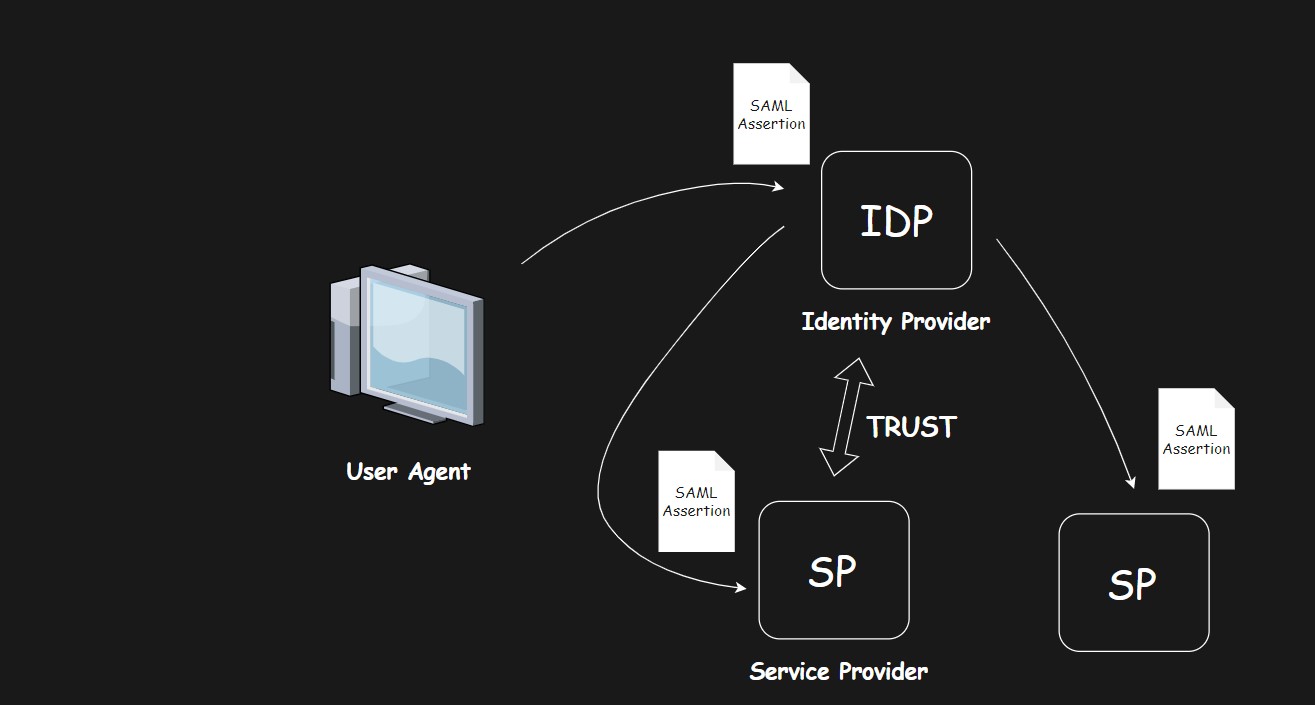 SAML
Assertion
IDP
Identity Provider
TRUST
User Agent
SAML
Assertion
SAML
Assertion
SP
SP
Service Provider